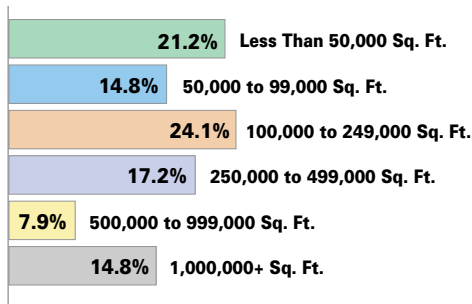 21.2% Less Than 50,000 Sq. Ft.
14.8% 50,000 to 99,000 Sq. Ft.
24.1% 100,000 to 249,000 Sq. Ft.
17.2% 250,000 to 499,000 Sq. Ft.
7.9% 500,000 to 999,000 Sq. Ft.
14.8% 1,000,000+ Sq. Ft.